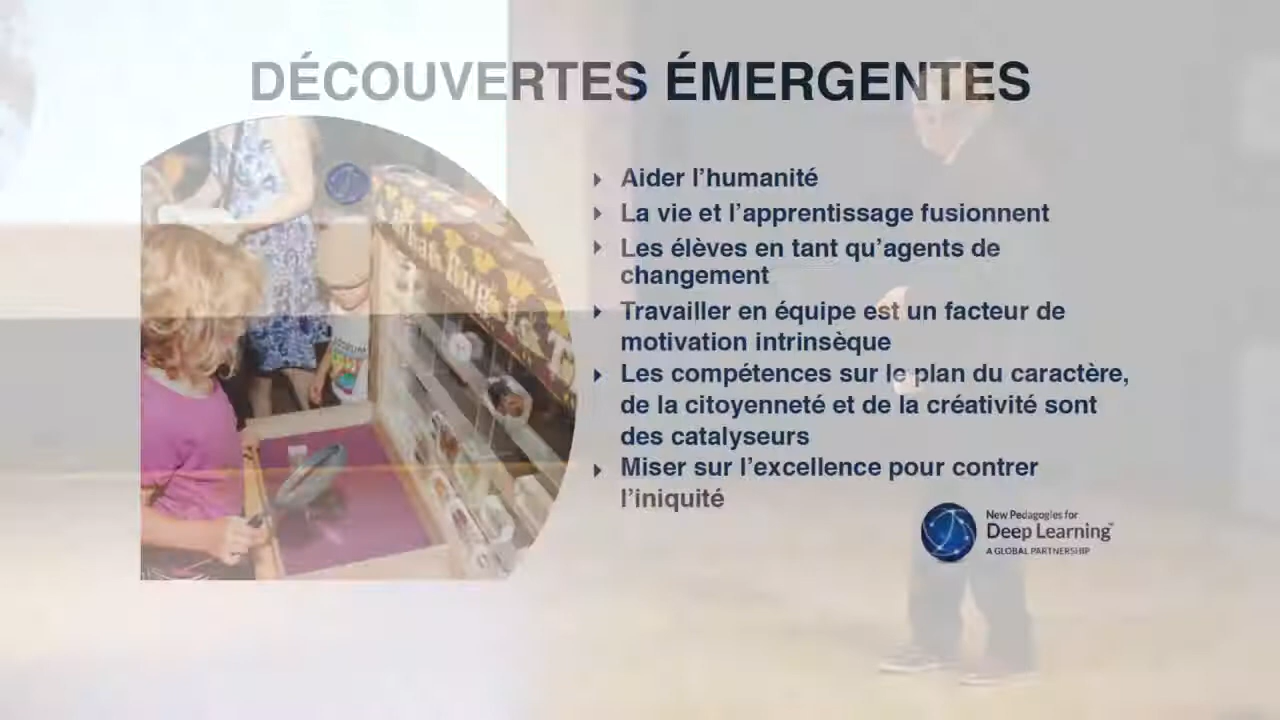 DÉCOUVERTES ÉMERGENTES
Aider l’humanité
La vie et l’apprentissage fusionnent
Les élèves en tant qu’agents de
changement
Travailler en équipe est un facteur de
motivation intrinsèque
Les compétences sur le plan du caractère,
de la citoyenneté et de la créativité sont
des catalyseurs
Miser sur l’excellence pour contrer
l’iniquité
New Pedagogies for
Deep Learning™
A GLOBAL PARTNERSHIP